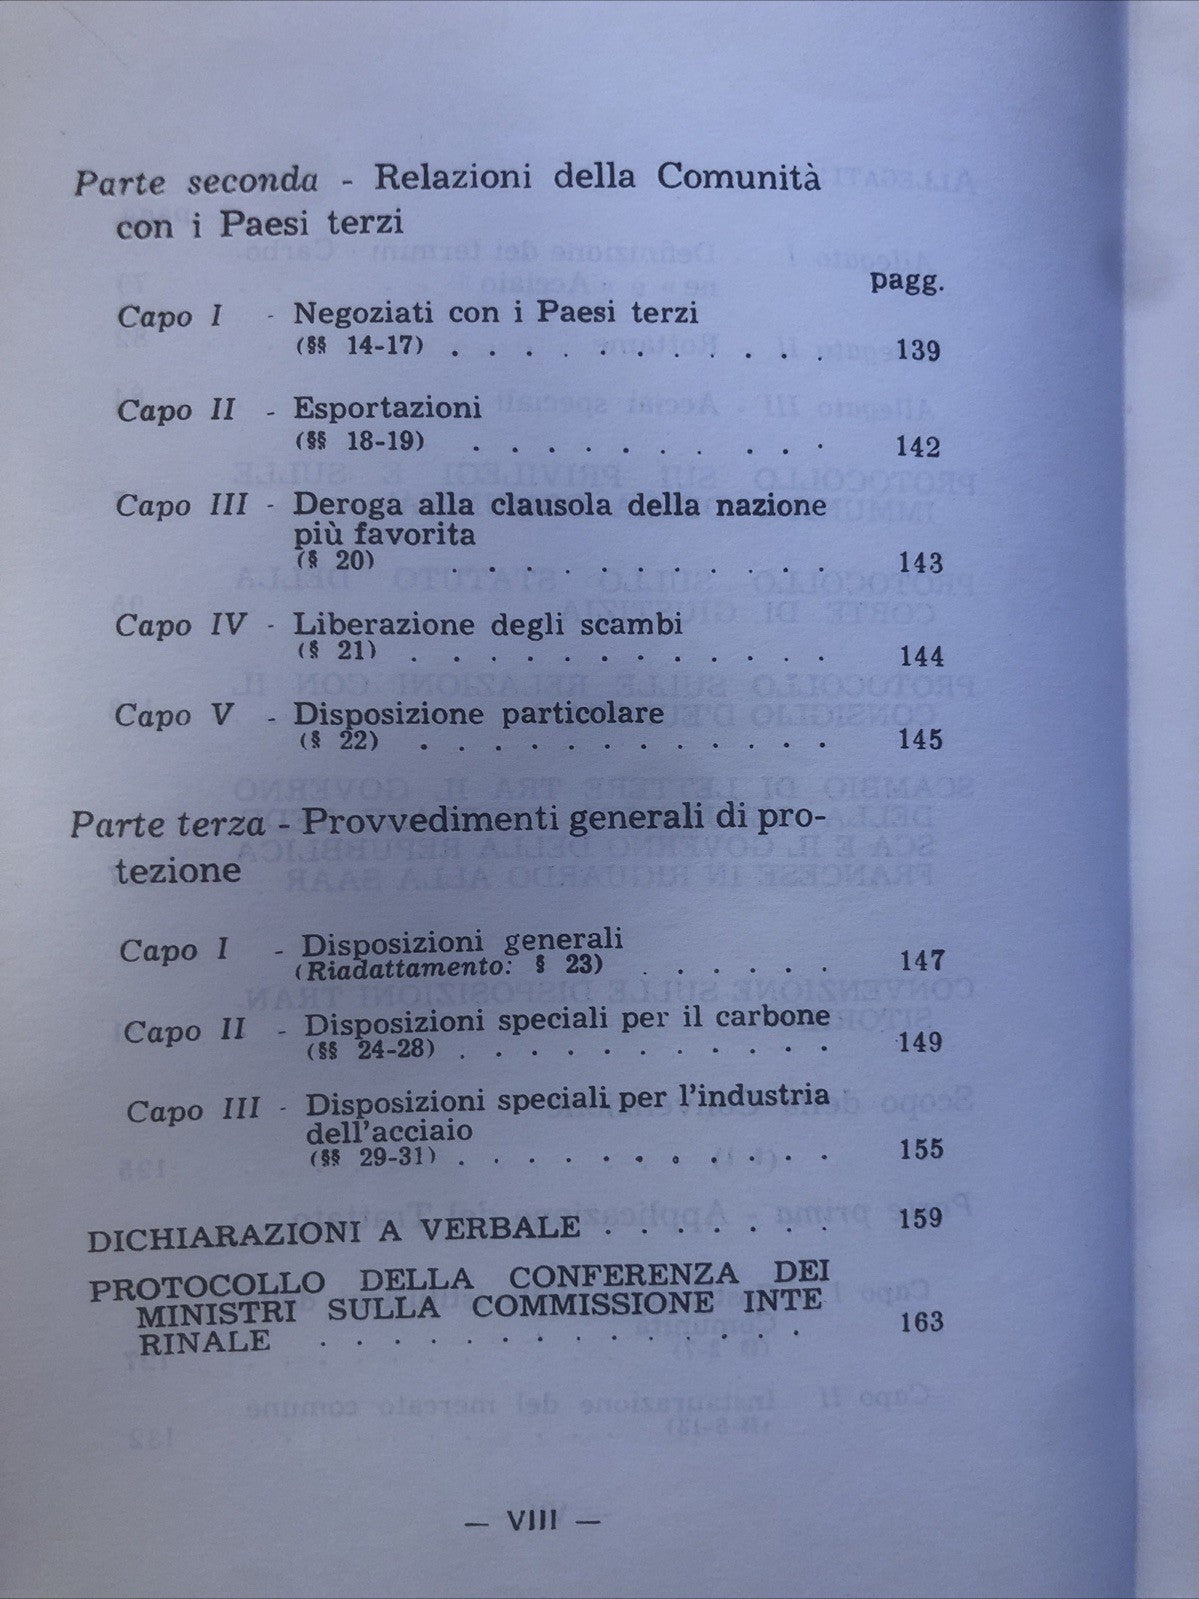 Parte seconda - Relazioni della Comunità
con i Paesi terzi
pagg.
Capo I - Negoziati con i Paesi terzi
(§§ 14-17) . . . . . . . . . . . 139
Capo II - Esportazioni
(§§ 18-19) . . . . . . . . . . 142
Capo III - Deroga alla clausola della nazione
più favorita
(§ 20) . . . . . . . . . . . 143
Capo IV - Liberazione degli scambi
(§ 21) . . . . . . . . . . . . 144
Capo V - Disposizione particolare
(§ 22) . . . . . . . . . . . . 145
Parte terza - Provvedimenti generali di pro-
tezione
Capo I - Disposizioni generali
(Riadattamento: § 23) . . . . . . 147
Capo II - Disposizioni speciali per il carbone
(§§ 24-28) . . . . . . . . . . . 149
Capo III - Disposizioni speciali per l'industria
dell'acciaio
(§§ 29-31) . . . . . . . . . . . 155
DICHIARAZIONI A VERBALE . . . . . . . 159
PROTOCOLLO DELLA CONFERENZA DEI
MINISTRI SULLA COMMISSIONE INTE
RINALE . . . . . . . . . . . . . . 163
— VIII —